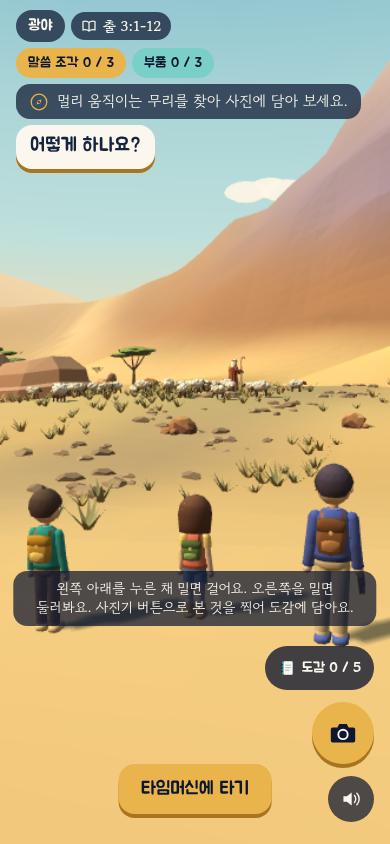 광야
출 3:1-12
말씀 조각 0 / 3
부품 0 / 3
멀리 움직이는 무리를 찾아 사진에 담아 보세요.
어떻게 하나요?
왼쪽 아래를 누른 채 밀면 걸어요. 오른쪽을 밀면
둘러봐요. 사진기 버튼으로 본 것을 찍어 도감에 담아요.
도감 0 / 5
타임머신에 타기